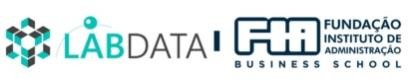 LABDATA
FIA
FUNDAÇÃO
INSTITUTO DE
ADMINISTRAÇÃO
BUSINESS SCHOOL